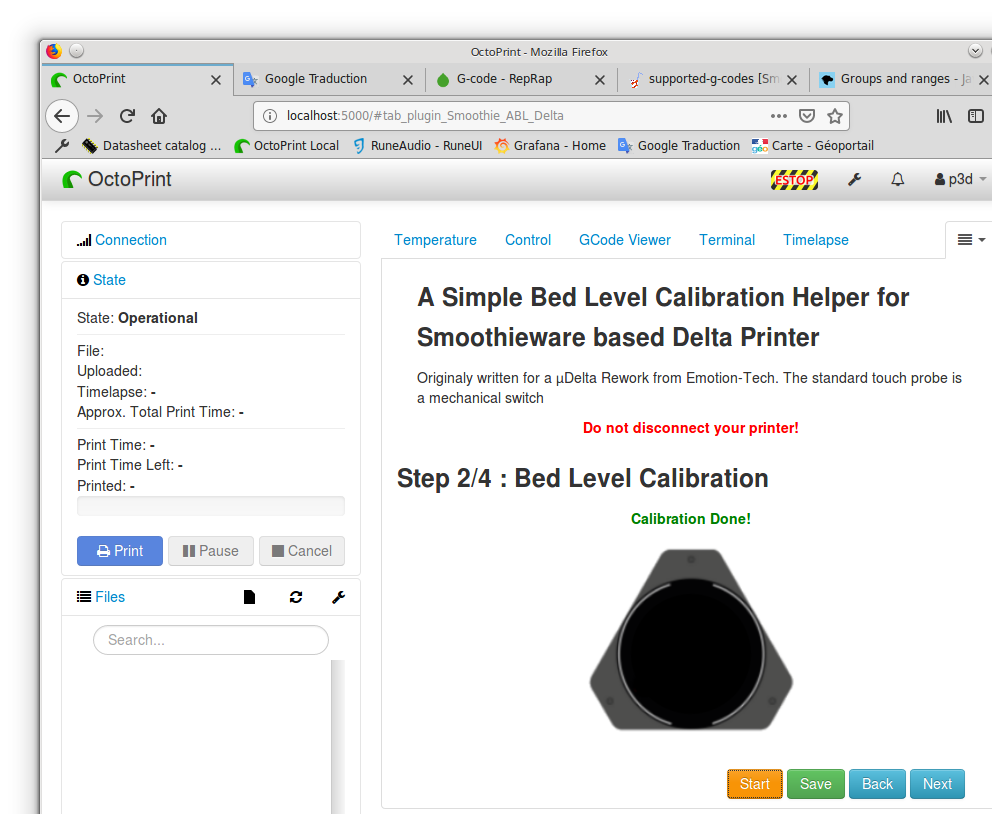 OctoPrint - Mozilla Firefox
OctoPrint
Google Traduction
G-code - RepRap
supported-g-codes [Sm
Groups and ranges - Ja
localhost:5000/#tab_plugin_Smoothie_ABL_Delta
Datasheet catalog ...
OctoPrint Local
RuneAudio - RuneUI
Grafana - Home
Google Traduction
Carte - Géoportail
OctoPrint
ESTOP
p3d
Connection
State
State: Operational
File:
Uploaded:
Timelapse: -
Approx. Total Print Time: -
Print Time: -
Print Time Left: -
Printed: -
Print
Pause
Cancel
Files
Search...
Temperature
Control
GCode Viewer
Terminal
Timelapse
A Simple Bed Level Calibration Helper for
Smoothieware based Delta Printer
Originaly written for a µDelta Rework from Emotion-Tech. The standard touch probe is
a mechanical switch
Do not disconnect your printer!
Step 2/4 : Bed Level Calibration
Calibration Done!
Start
Save
Back
Next